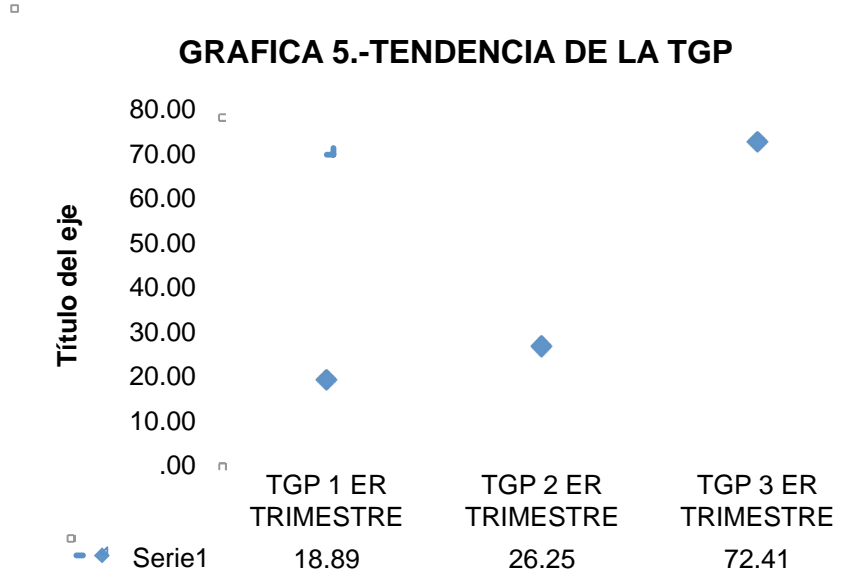 GRAFICA 5.-TENDENCIA DE LA TGP
80.00
70.00
60.00
50.00
40.00
30.00
20.00
10.00
.00
Título del eje
TGP 1 ER TRIMESTRE
TGP 2 ER TRIMESTRE
TGP 3 ER TRIMESTRE
Serie1 18.89 26.25 72.41